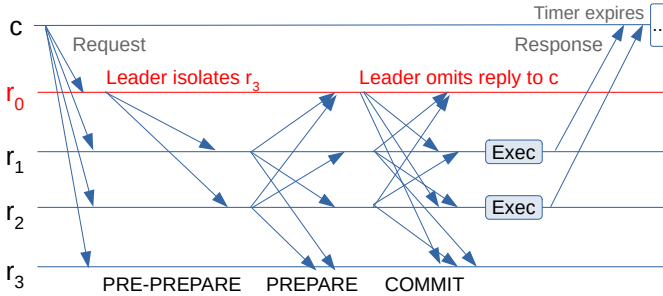 Timer expires
c
...
Request
Response
Leader isolates r3
Leader omits reply to c
r0
r1
Exec
r2
Exec
r3
PRE-PREPARE
PREPARE
COMMIT